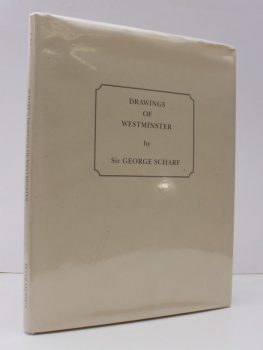 DRAWINGS
OF
WESTMINSTER
by
Sir GEORGE SCHARF